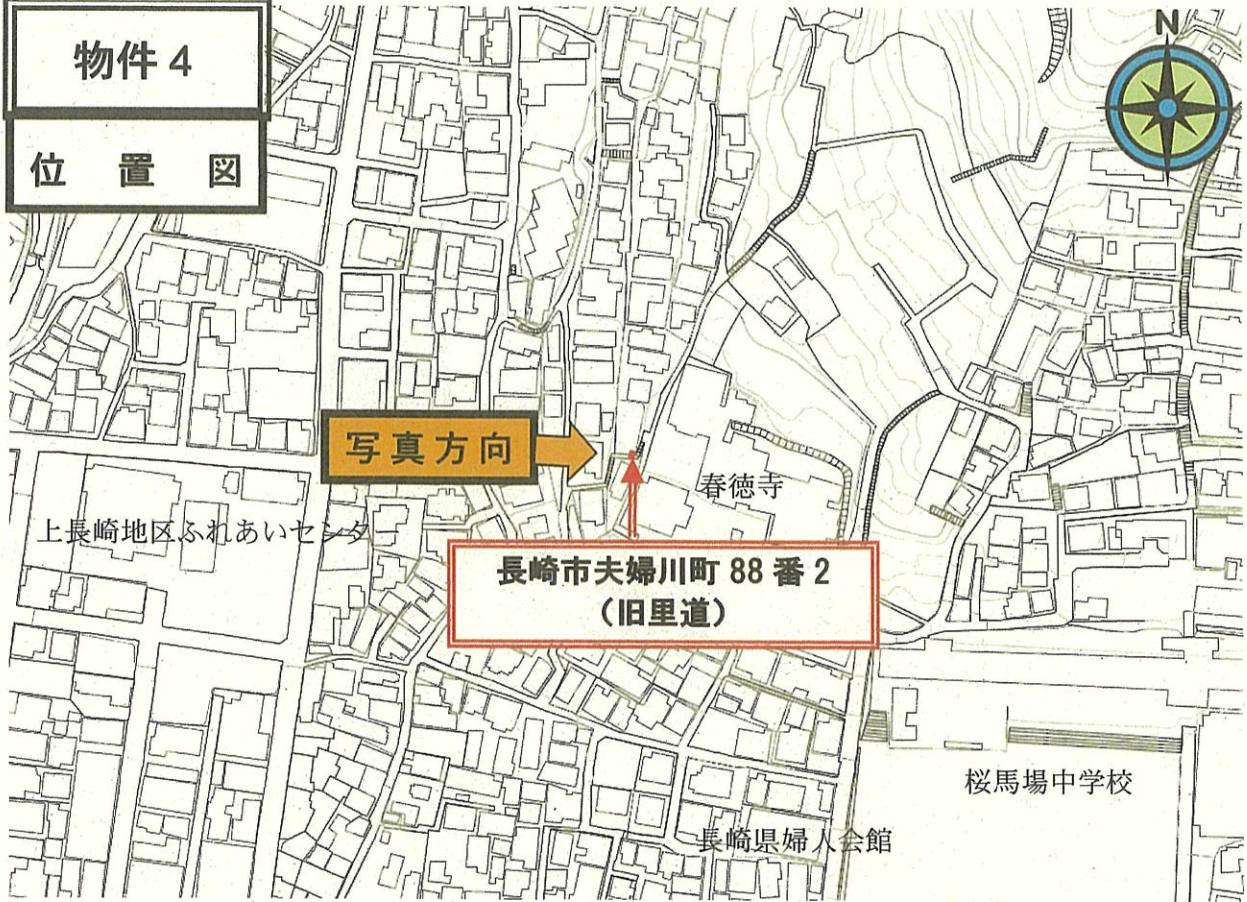 物件4
位置図
N
写真方向
春徳寺
上長崎地区ふれあいセンタ
長崎市夫婦川町88番2
（旧里道）
桜馬場中学校
長崎県婦人会館